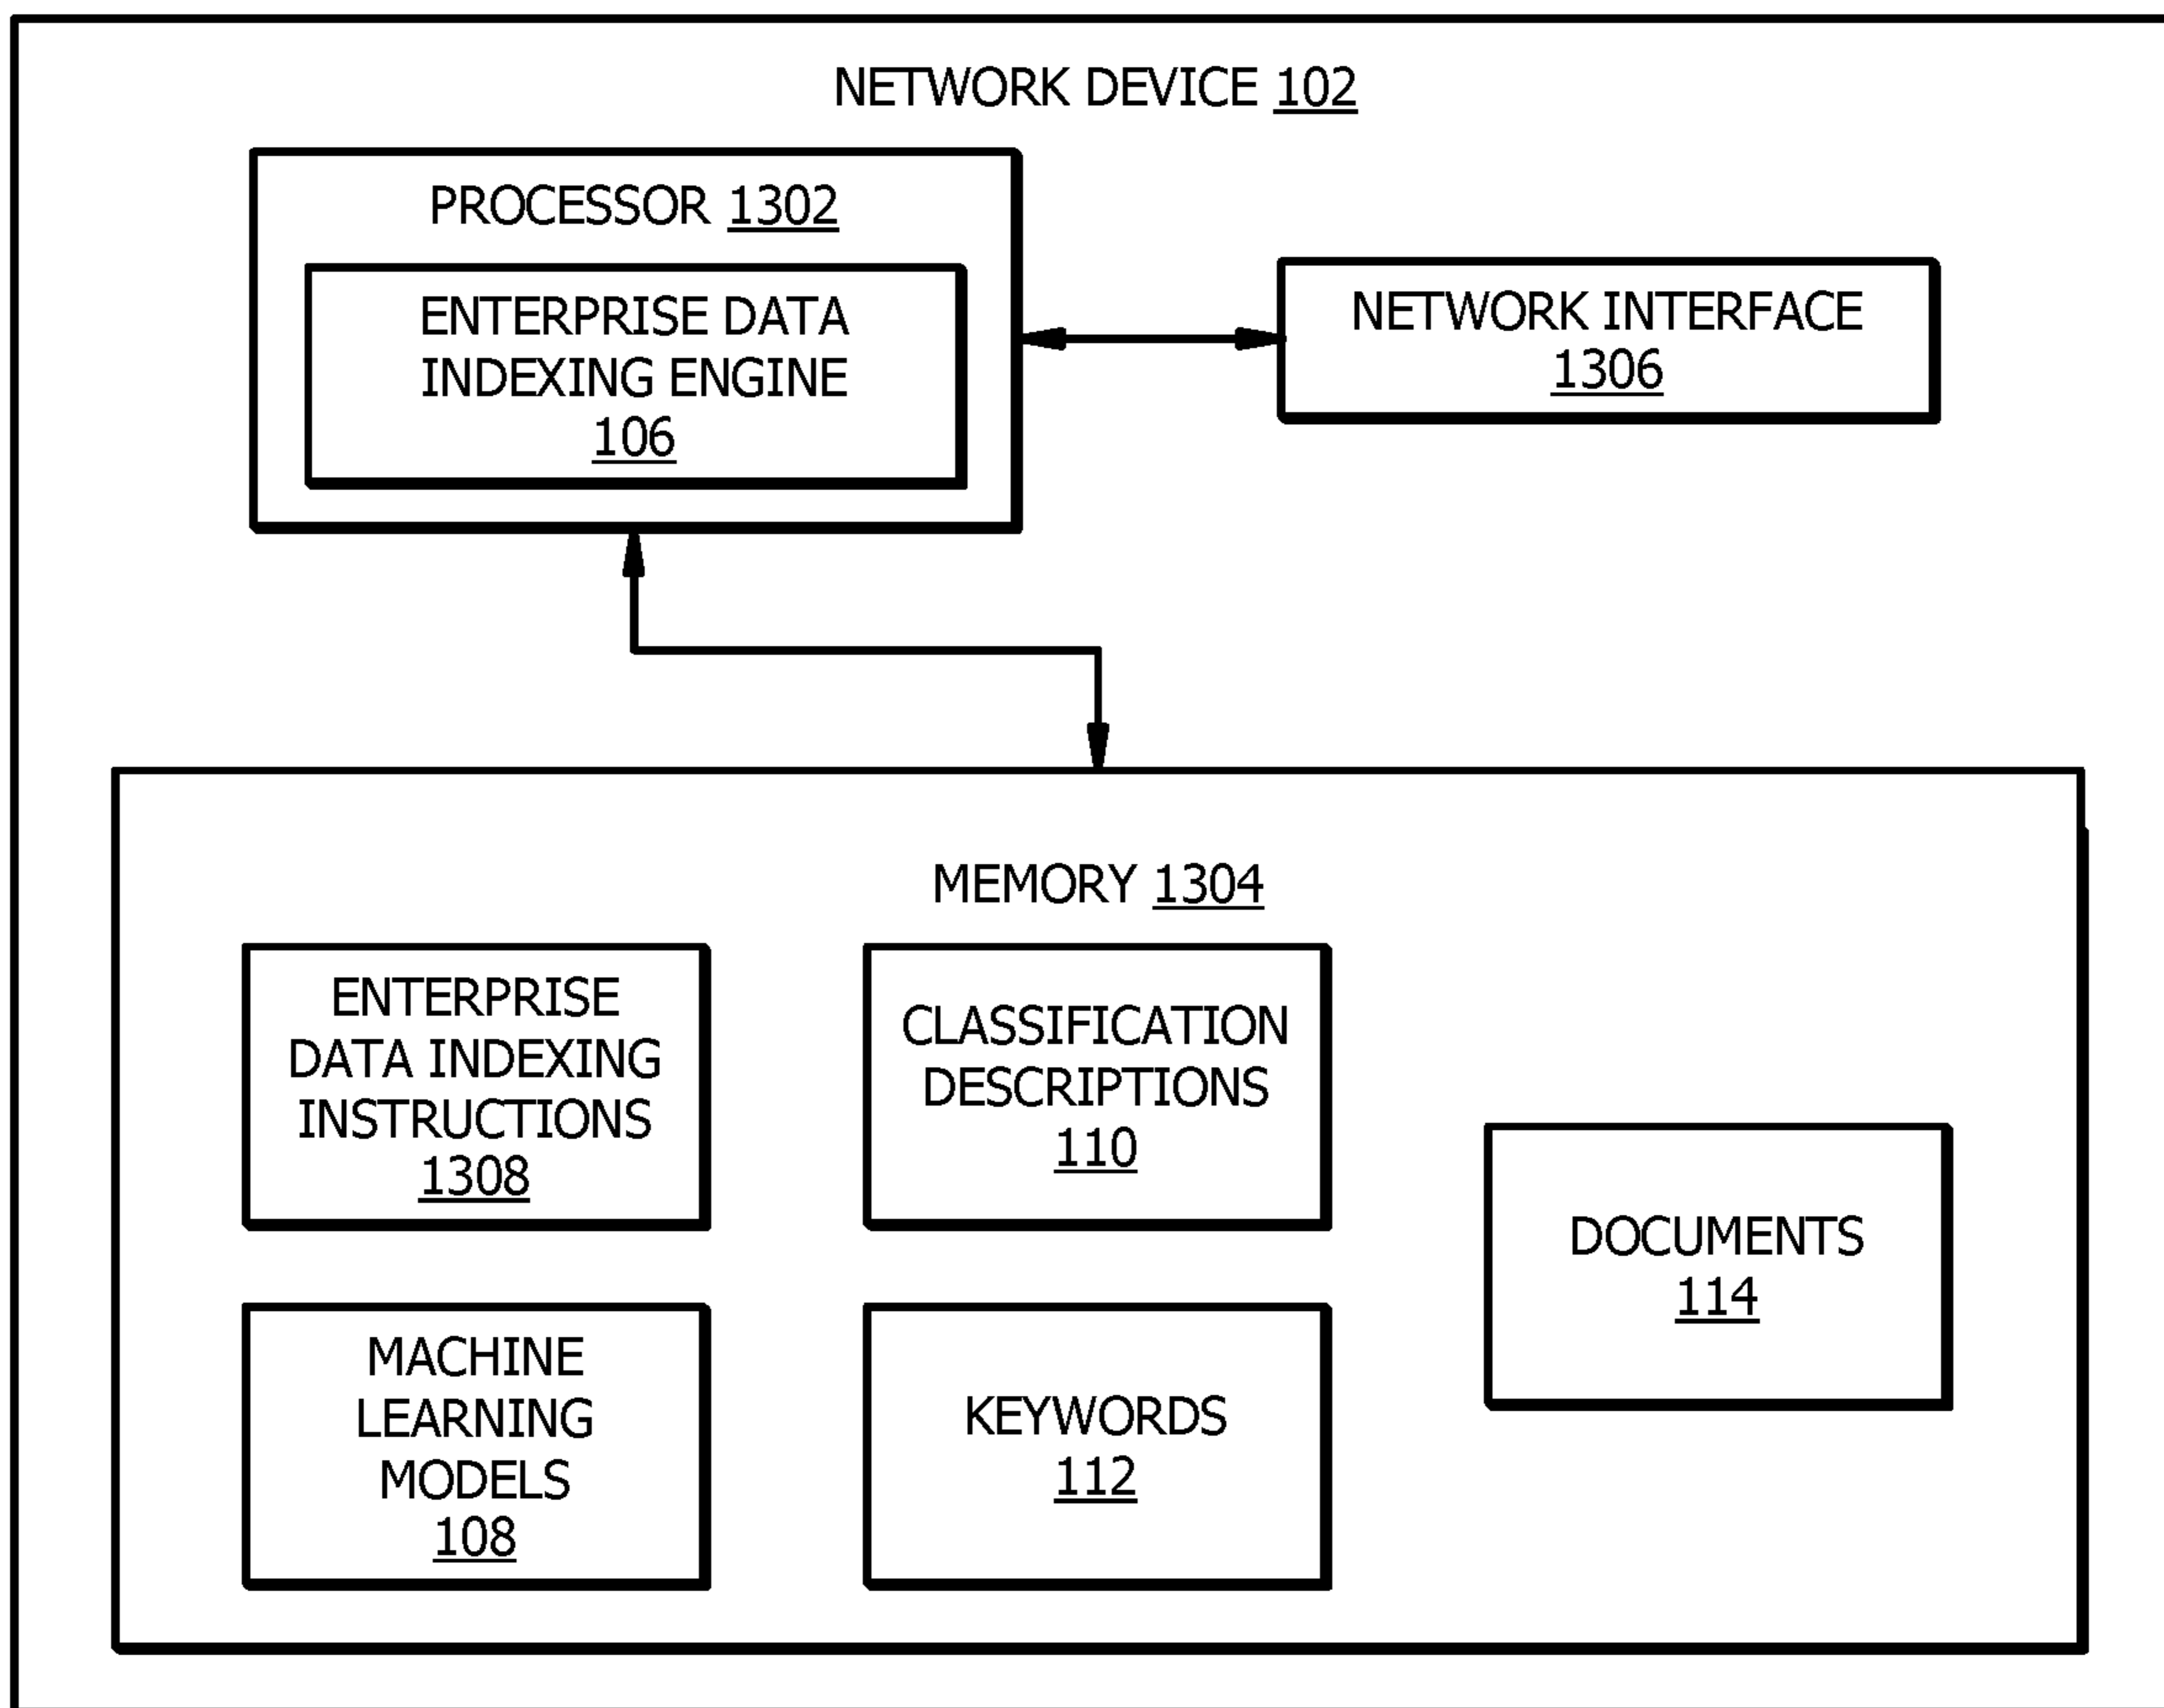 NETWORK DEVICE 102
PROCESSOR 1302
ENTERPRISE DATA
INDEXING ENGINE
106
NETWORK INTERFACE
1306
MEMORY 1304
ENTERPRISE
DATA INDEXING
INSTRUCTIONS
1308
CLASSIFICATION
DESCRIPTIONS
110
DOCUMENTS
114
MACHINE
LEARNING
MODELS
108
KEYWORDS
112